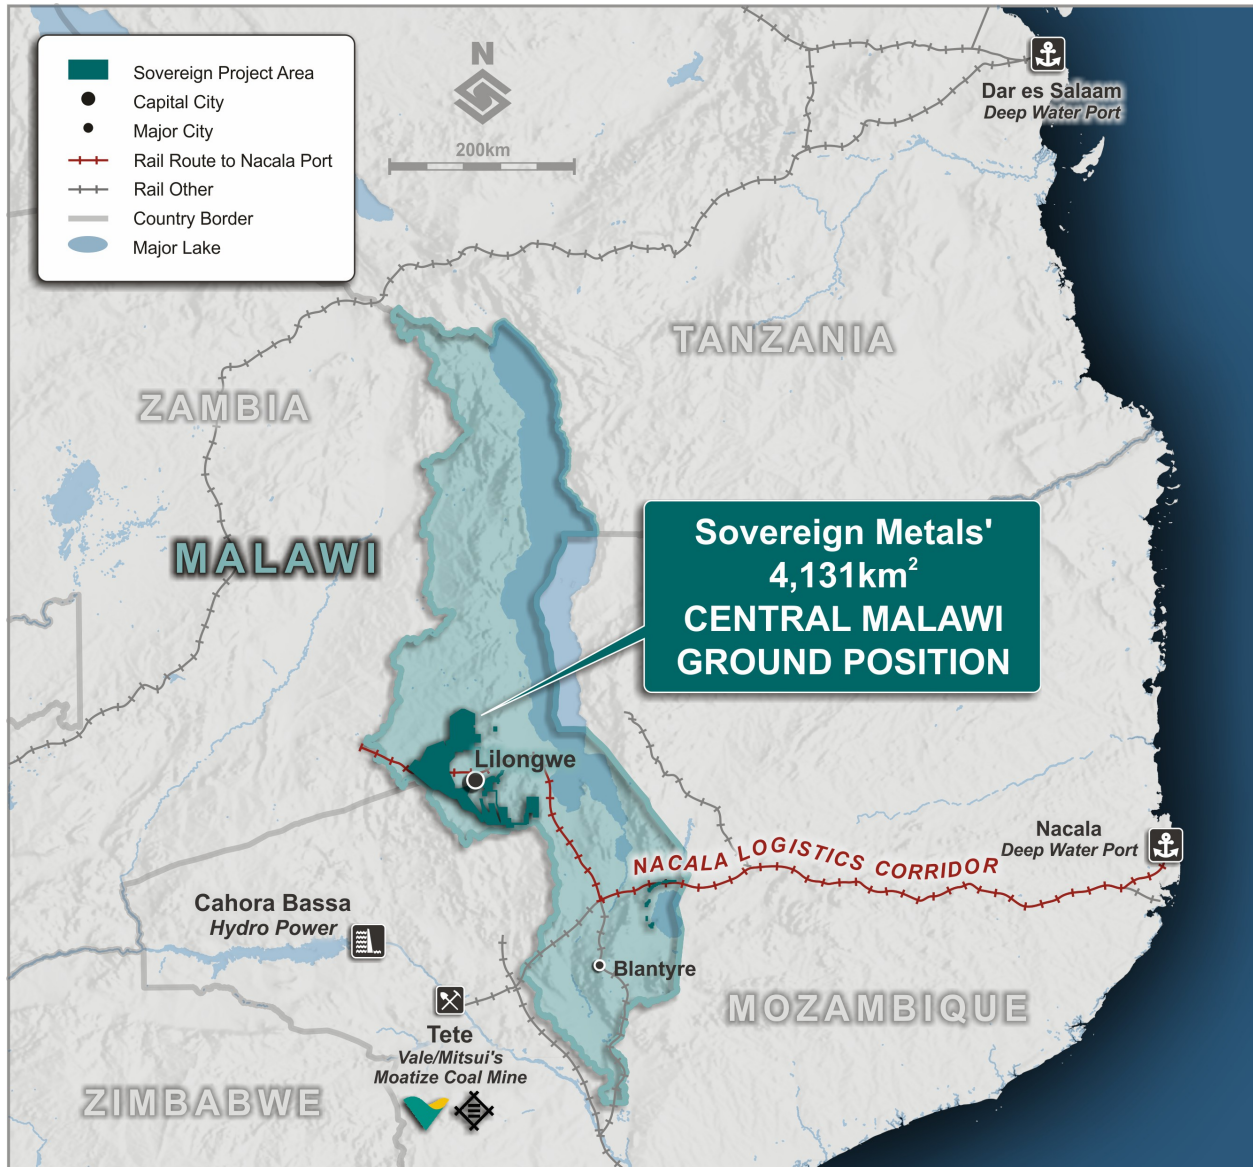 Sovereign Project Area
Capital City
Major City
Rail Route to Nacala Port
Rail Other
Country Border
Major Lake
N
200km
Dar es Salaam
Deep Water Port
TANZANIA
ZAMBIA
MALAWI
Sovereign Metals'
4,131km²
CENTRAL MALAWI
GROUND POSITION
Lilongwe
NACALA LOGISTICS CORRIDOR
Nacala
Deep Water Port
Cahora Bassa
Hydro Power
Blantyre
MOZAMBIQUE
Tete
Vale/Mitsui's
Moatize Coal Mine
ZIMBABWE